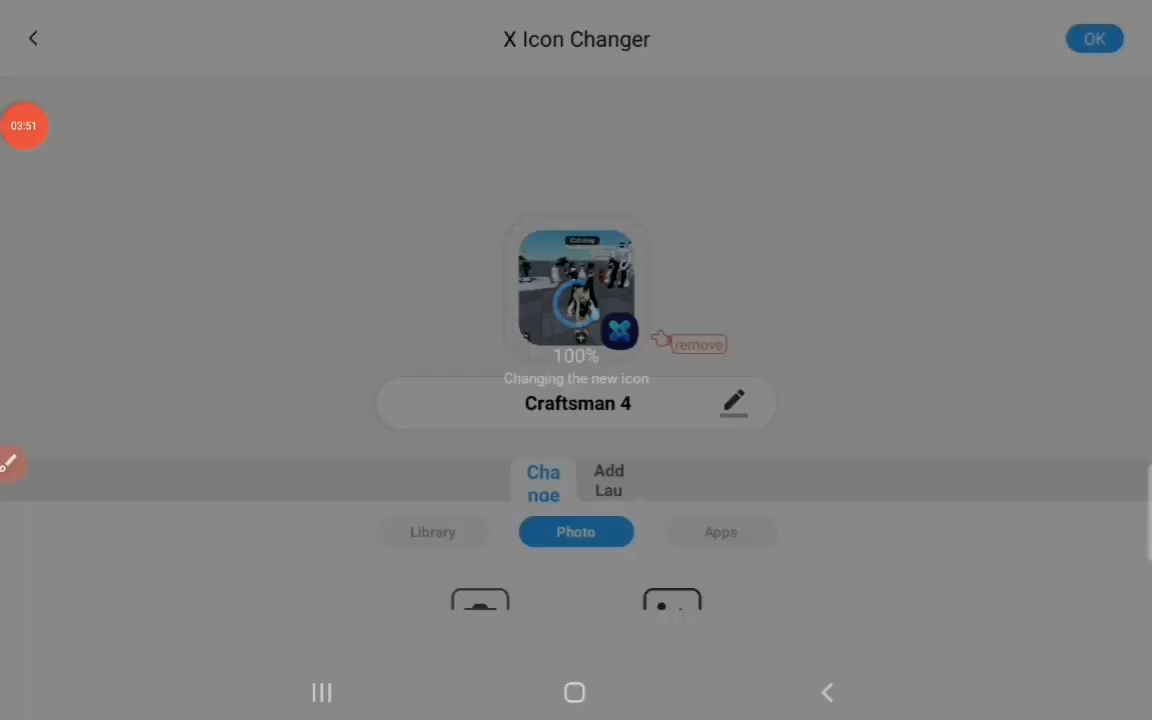 X Icon Changer
OK
03:51
Catalog
remove
100%
Changing the new icon
Craftsman 4
Cha
nge
Add
Lau
Library
Photo
Apps